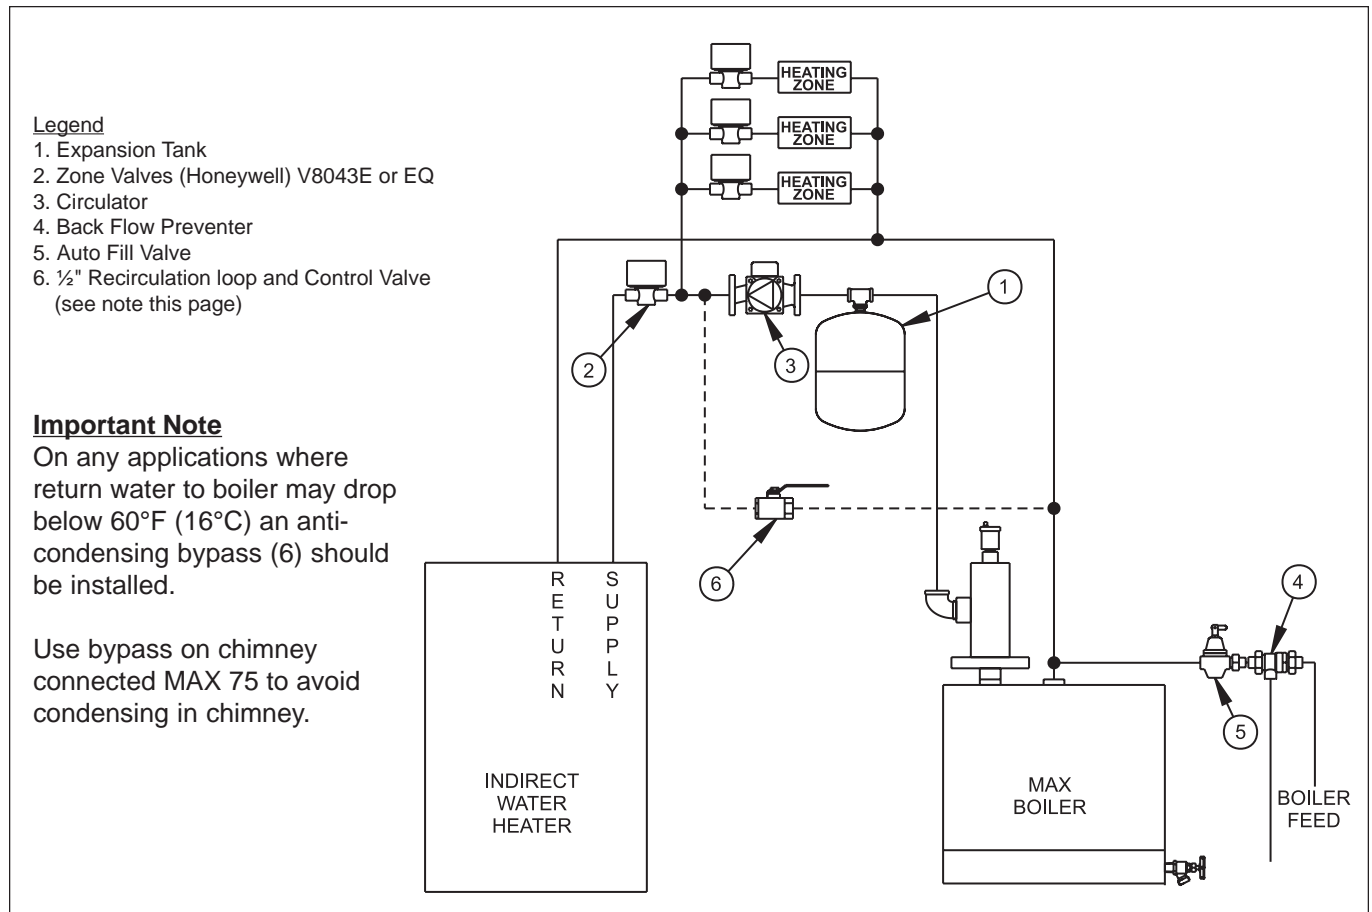 HEATING
ZONE
HEATING
ZONE
HEATING
ZONE
Legend
1. Expansion Tank
2. Zone Valves (Honeywell) V8043E or EQ
3. Circulator
4. Back Flow Preventer
5. Auto Fill Valve
6. ½" Recirculation loop and Control Valve
(see note this page)
1
2
3
Important Note
On any applications where
return water to boiler may drop
below 60°F (16°C) an anti-
condensing bypass (6) should
be installed.
Use bypass on chimney
connected MAX 75 to avoid
condensing in chimney.
6
4
5
RETURN
SUPPLY
INDIRECT
WATER
HEATER
MAX
BOILER
BOILER
FEED